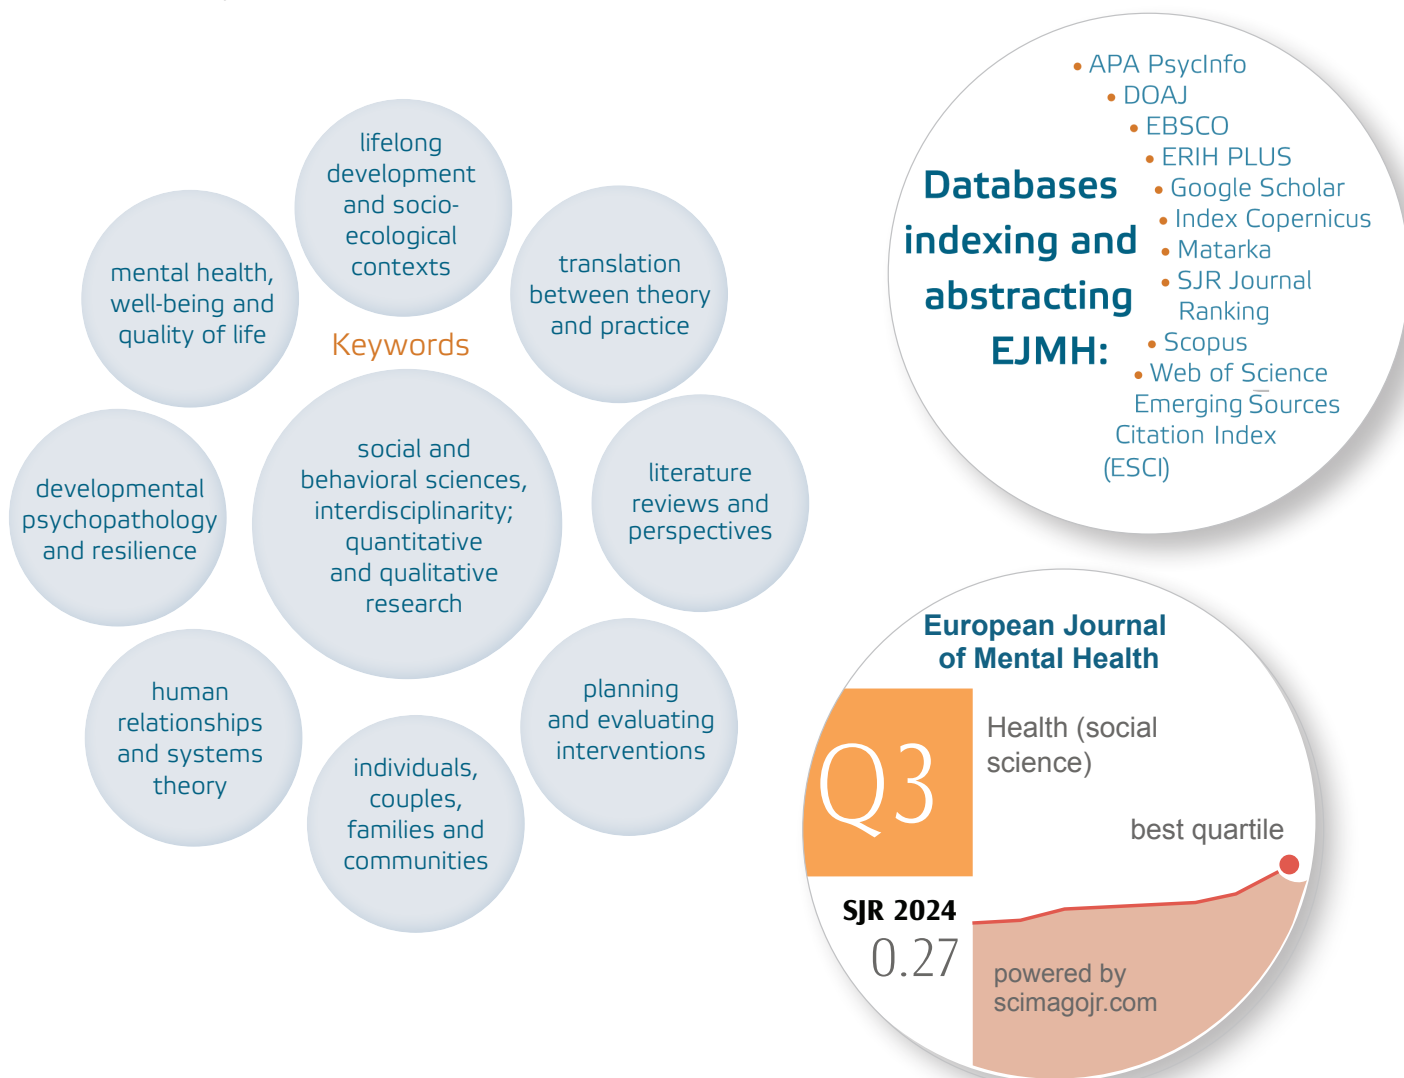 lifelong
development
and socio-
ecological
contexts
mental health,
well-being and
quality of life
translation
between theory
and practice
Keywords
social and
behavioral sciences,
interdisciplinarity;
quantitative
and qualitative
research
developmental
psychopathology
and resilience
literature
reviews and
perspectives
human
relationships
and systems
theory
individuals,
couples,
families and
communities
planning
and evaluating
interventions
Databases
indexing and
abstracting
EJMH:
• APA PsycInfo
• DOAJ
• EBSCO
• ERIH PLUS
• Google Scholar
• Index Copernicus
• Matarka
• SJR Journal
Ranking
• Scopus
• Web of Science
Emerging Sources
Citation Index
(ESCI)
European Journal
of Mental Health
Q3
Health (social
science)
best quartile
SJR 2024
0.27
powered by
scimagojr.com